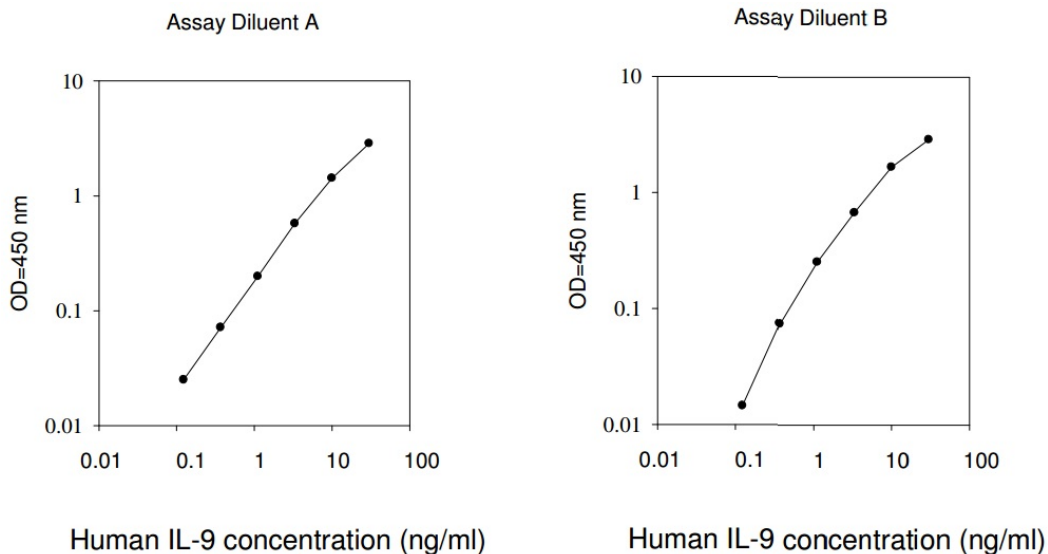 Assay Diluent A
10
1
0.1
0.01
OD=450 nm
0.01 0.1 1 10 100
Human IL-9 concentration (ng/ml)
Assay Diluent B
10
1
0.1
0.01
OD=450 nm
0.01 0.1 1 10 100
Human IL-9 concentration (ng/ml)